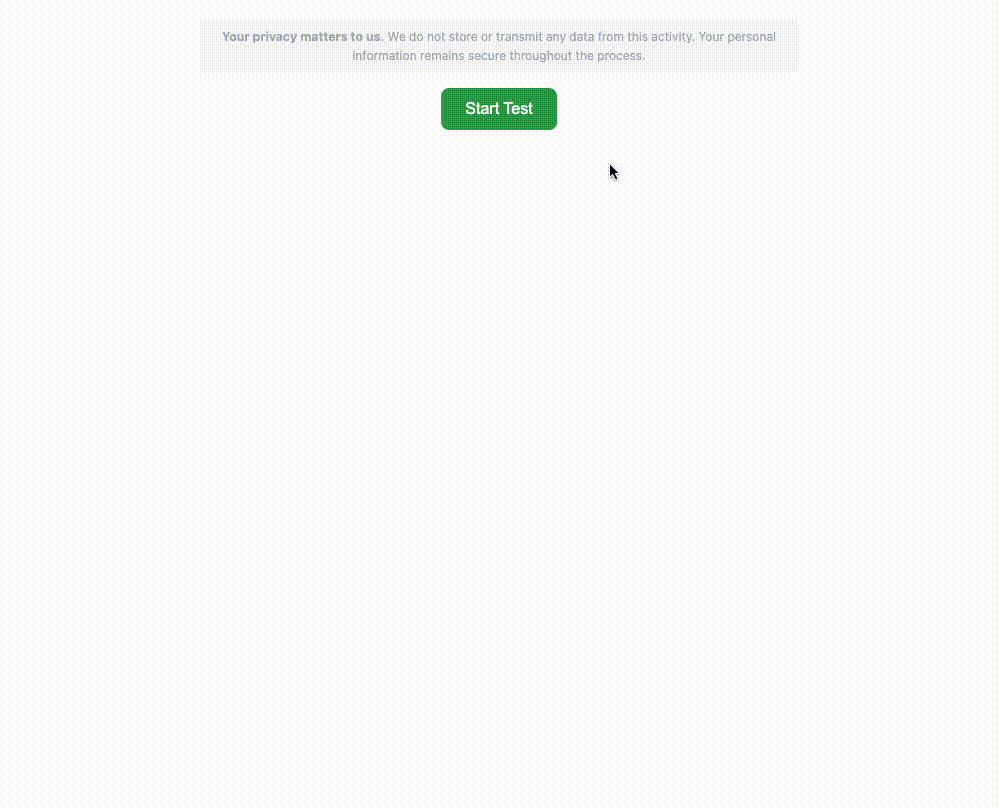 Your privacy matters to us. We do not store or transmit any data from this activity. Your personal
information remains secure throughout the process.
Start Test